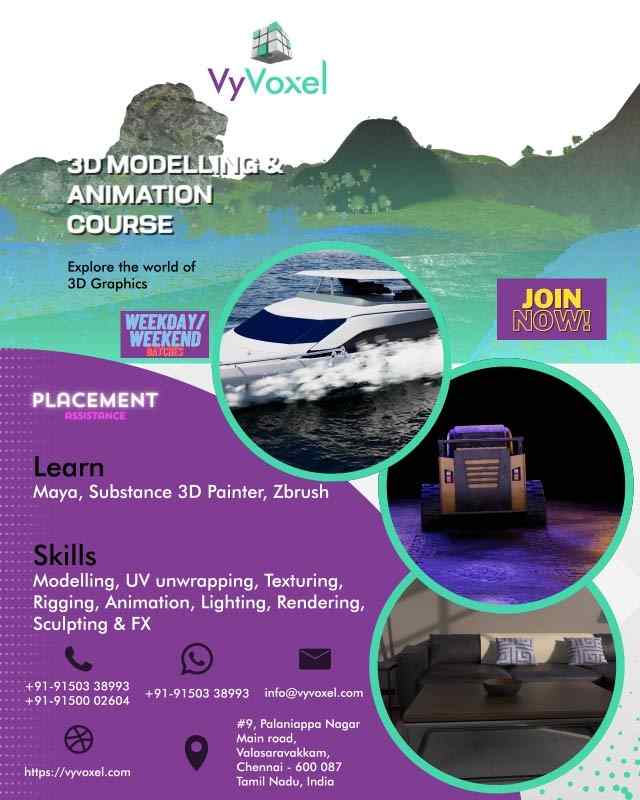 VyVoxel
3D MODELLING &
ANIMATION
COURSE
Explore the world of
3D Graphics
WEEKDAY/
WEEKEND
BATCHES
JOIN
NOW!
PLACEMENT
ASSISTANCE
Learn
Maya, Substance 3D Painter, Zbrush
Skills
Modelling, UV unwrapping, Texturing,
Rigging, Animation, Lighting, Rendering,
Sculpting & FX
+91-91503 38993
+91-91500 02604
+91-91503 38993
info@vyvoxel.com
https://vyvoxel.com
#9, Palaniappa Nagar
Main road,
Valasaravakkam,
Chennai - 600 087
Tamil Nadu, India